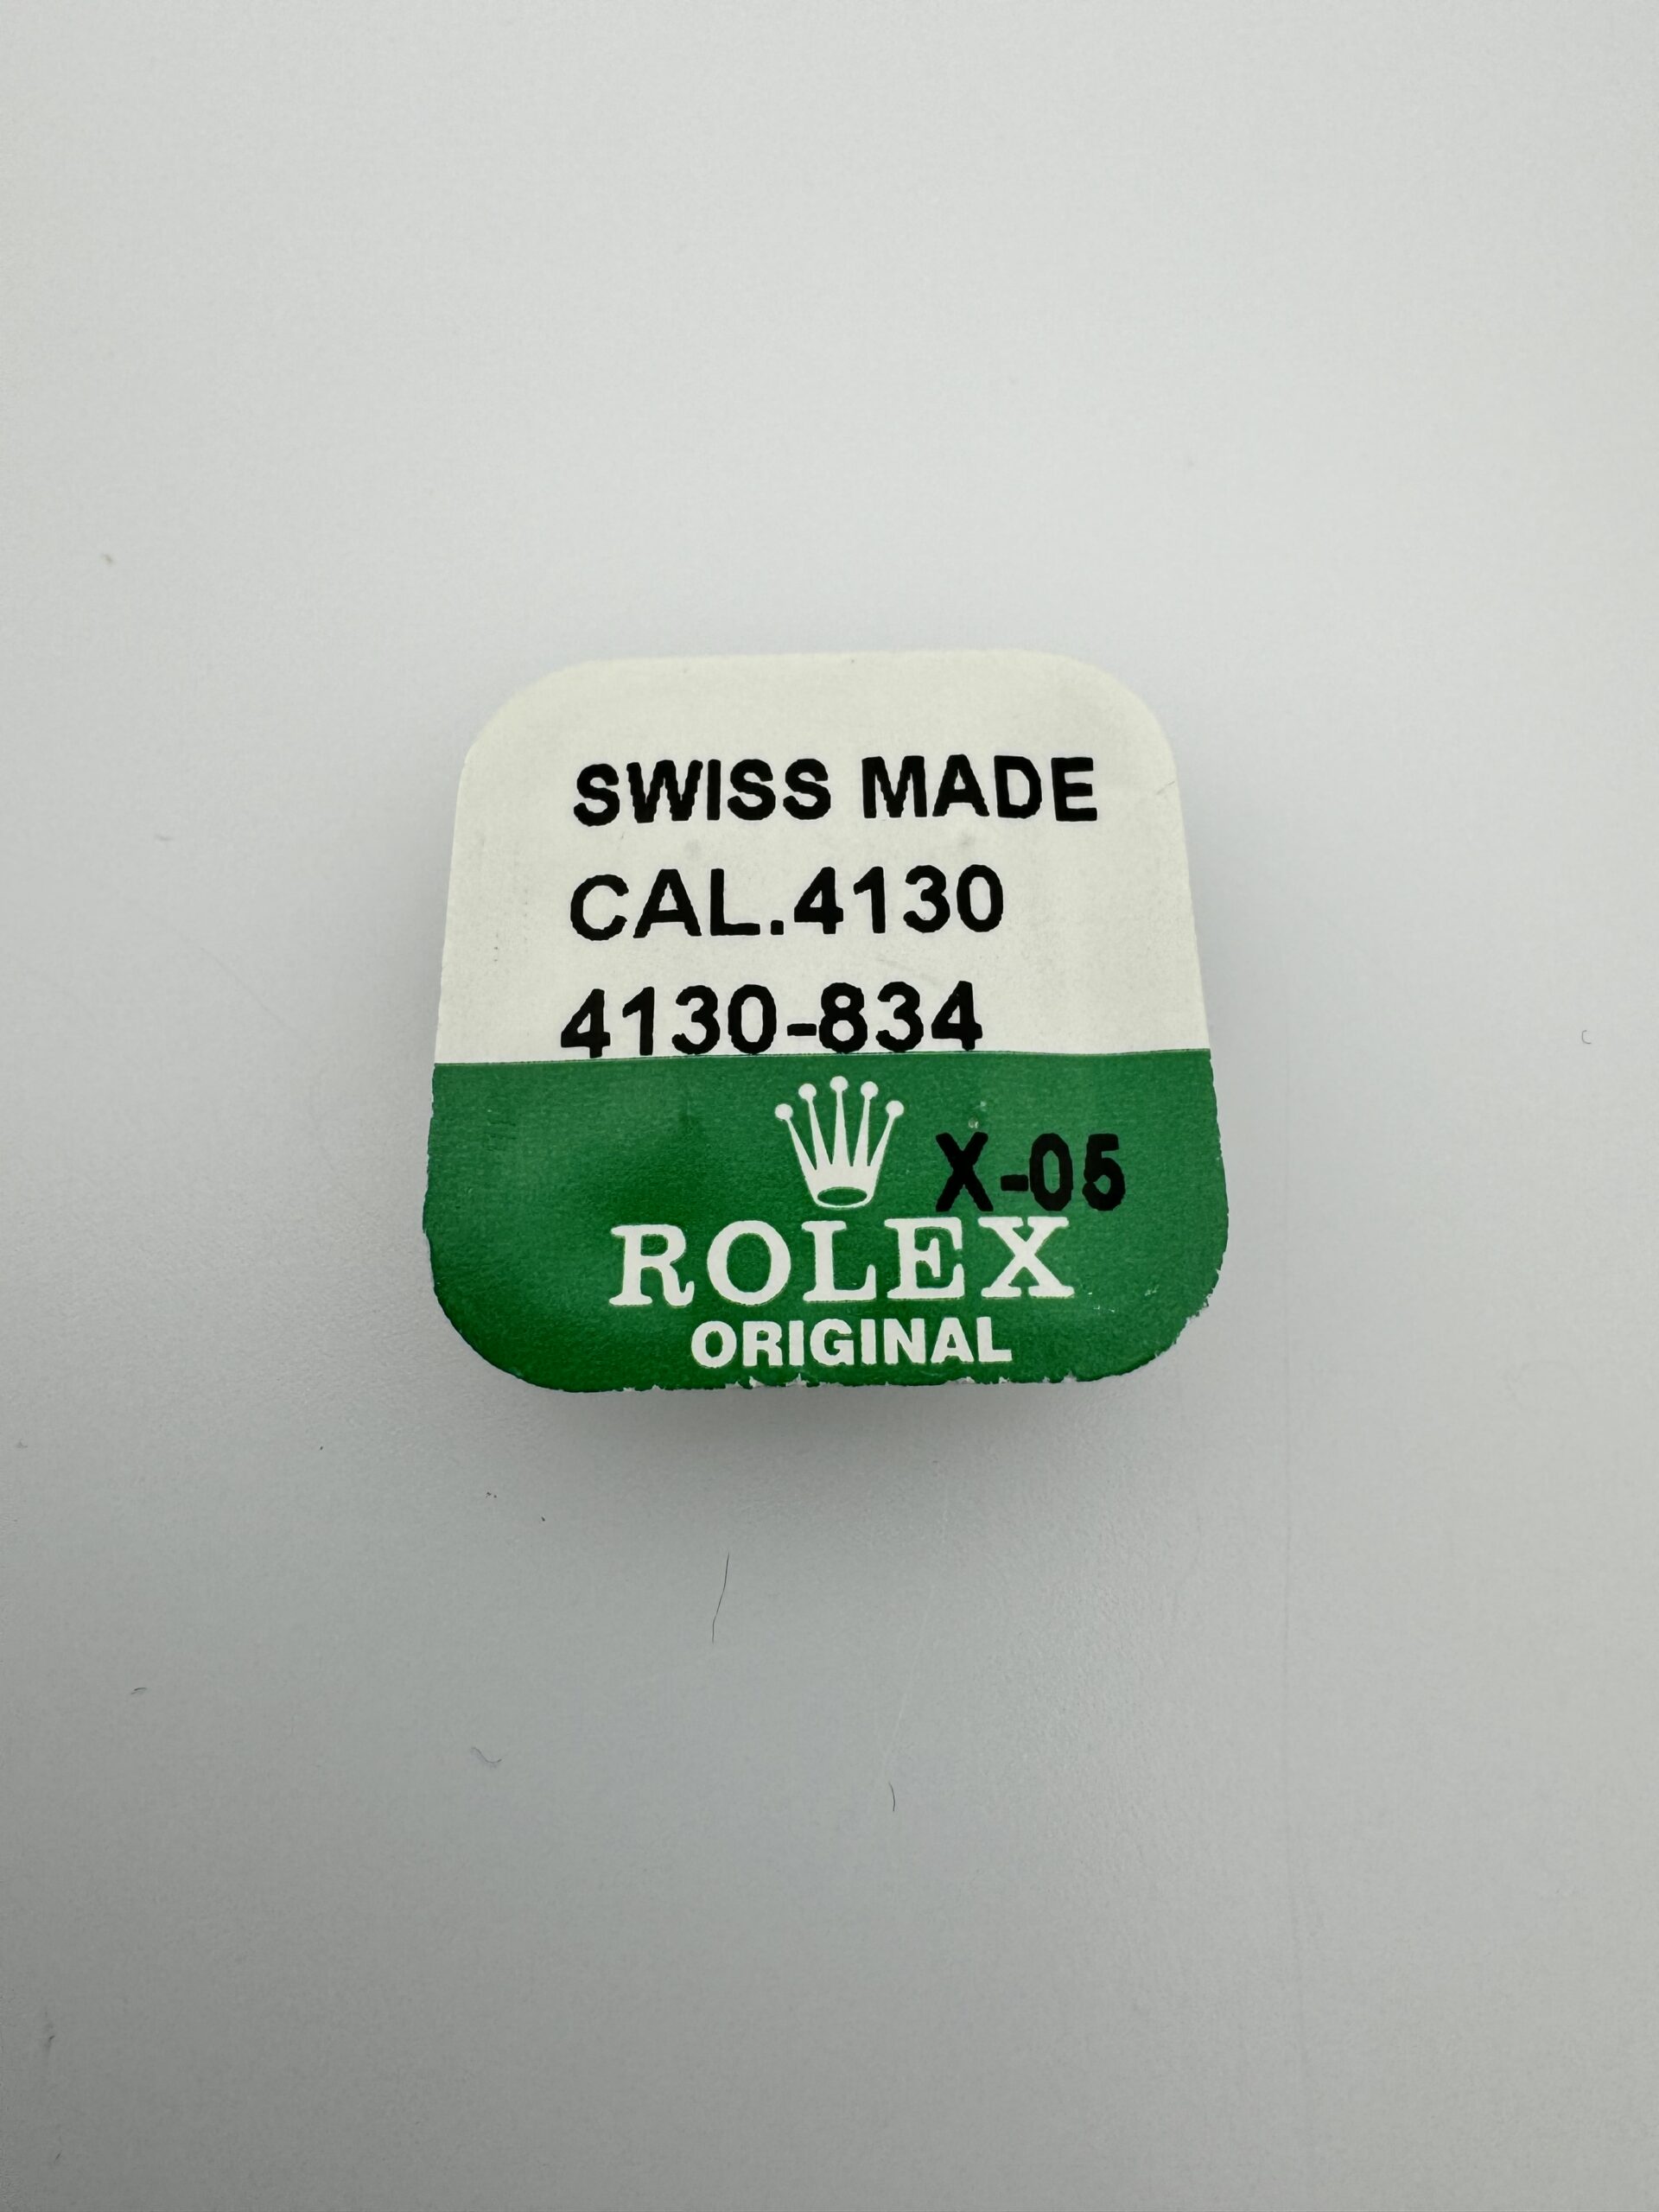 SWISS MADE
CAL.4130
4130-834
X-05
ROLEX
ORIGINAL